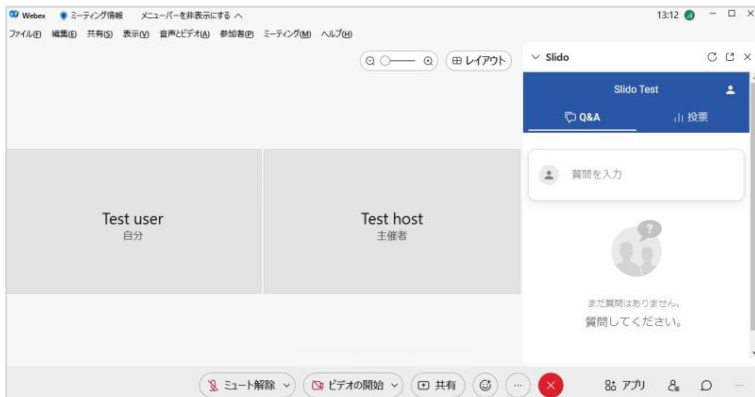 Webex ミーティング情報 メニューバーを非表示にする へ 13:12
ファイル(F) 編集(E) 共有(S) 表示(V) 音声とビデオ(A) 参加者(P) ミーティング(M) ヘルプ(H)
レイアウト
Slido
Slido Test
Q&A 投票
質問を入力
Test user
自分
Test host
主催者
まだ質問はありません。
質問してください。
ミュート解除 ビデオの開始 共有 アプリ